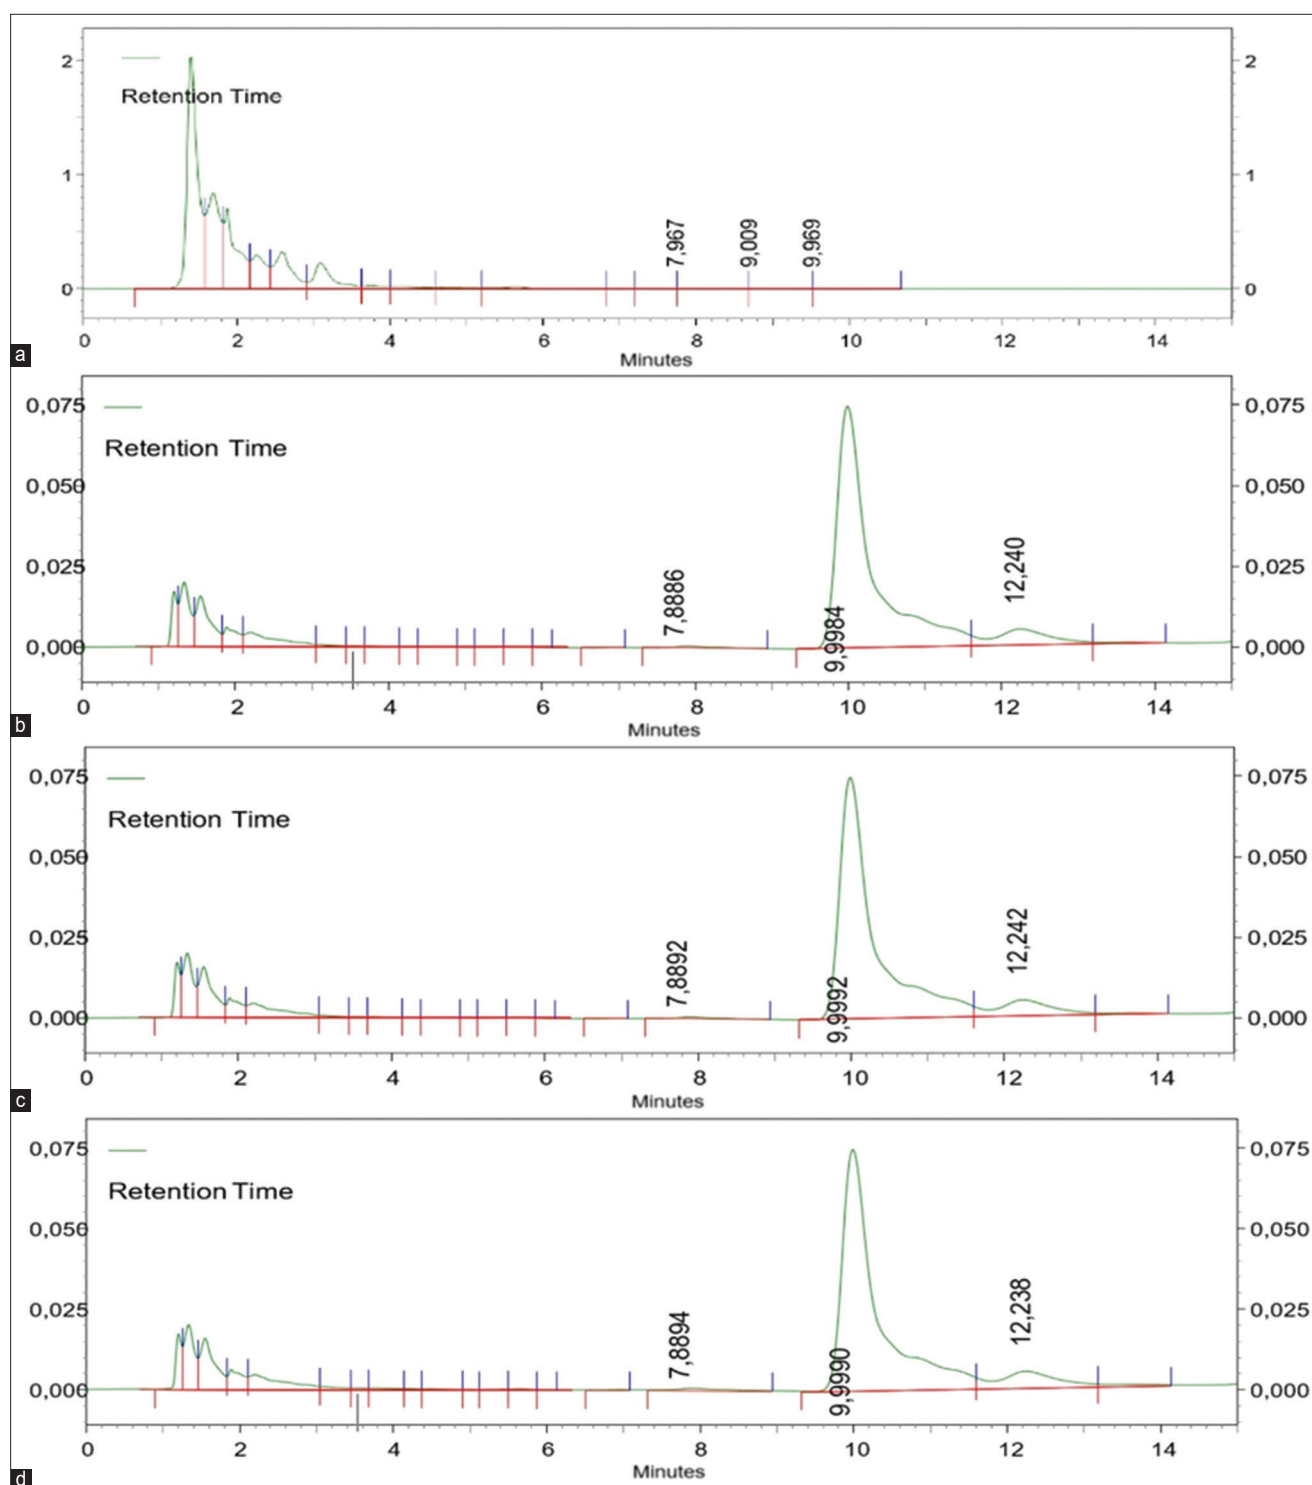 2 2
Retention Time
1 1
7,967 9,009 9,969
0 0
0 2 4 6 8 10 12 14
Minutes
a
0,075 0,075
Retention Time
0,050 0,050
0,025 0,025
7,8886 9,9984 12,240
0,000 0,000
0 2 4 6 8 10 12 14
Minutes
b
0,075 0,075
Retention Time
0,050 0,050
0,025 0,025
7,8892 9,9992 12,242
0,000 0,000
0 2 4 6 8 10 12 14
Minutes
c
0,075 0,075
Retention Time
0,050 0,050
0,025 0,025
7,8894 9,9990 12,238
0,000 0,000
0 2 4 6 8 10 12 14
Minutes
d